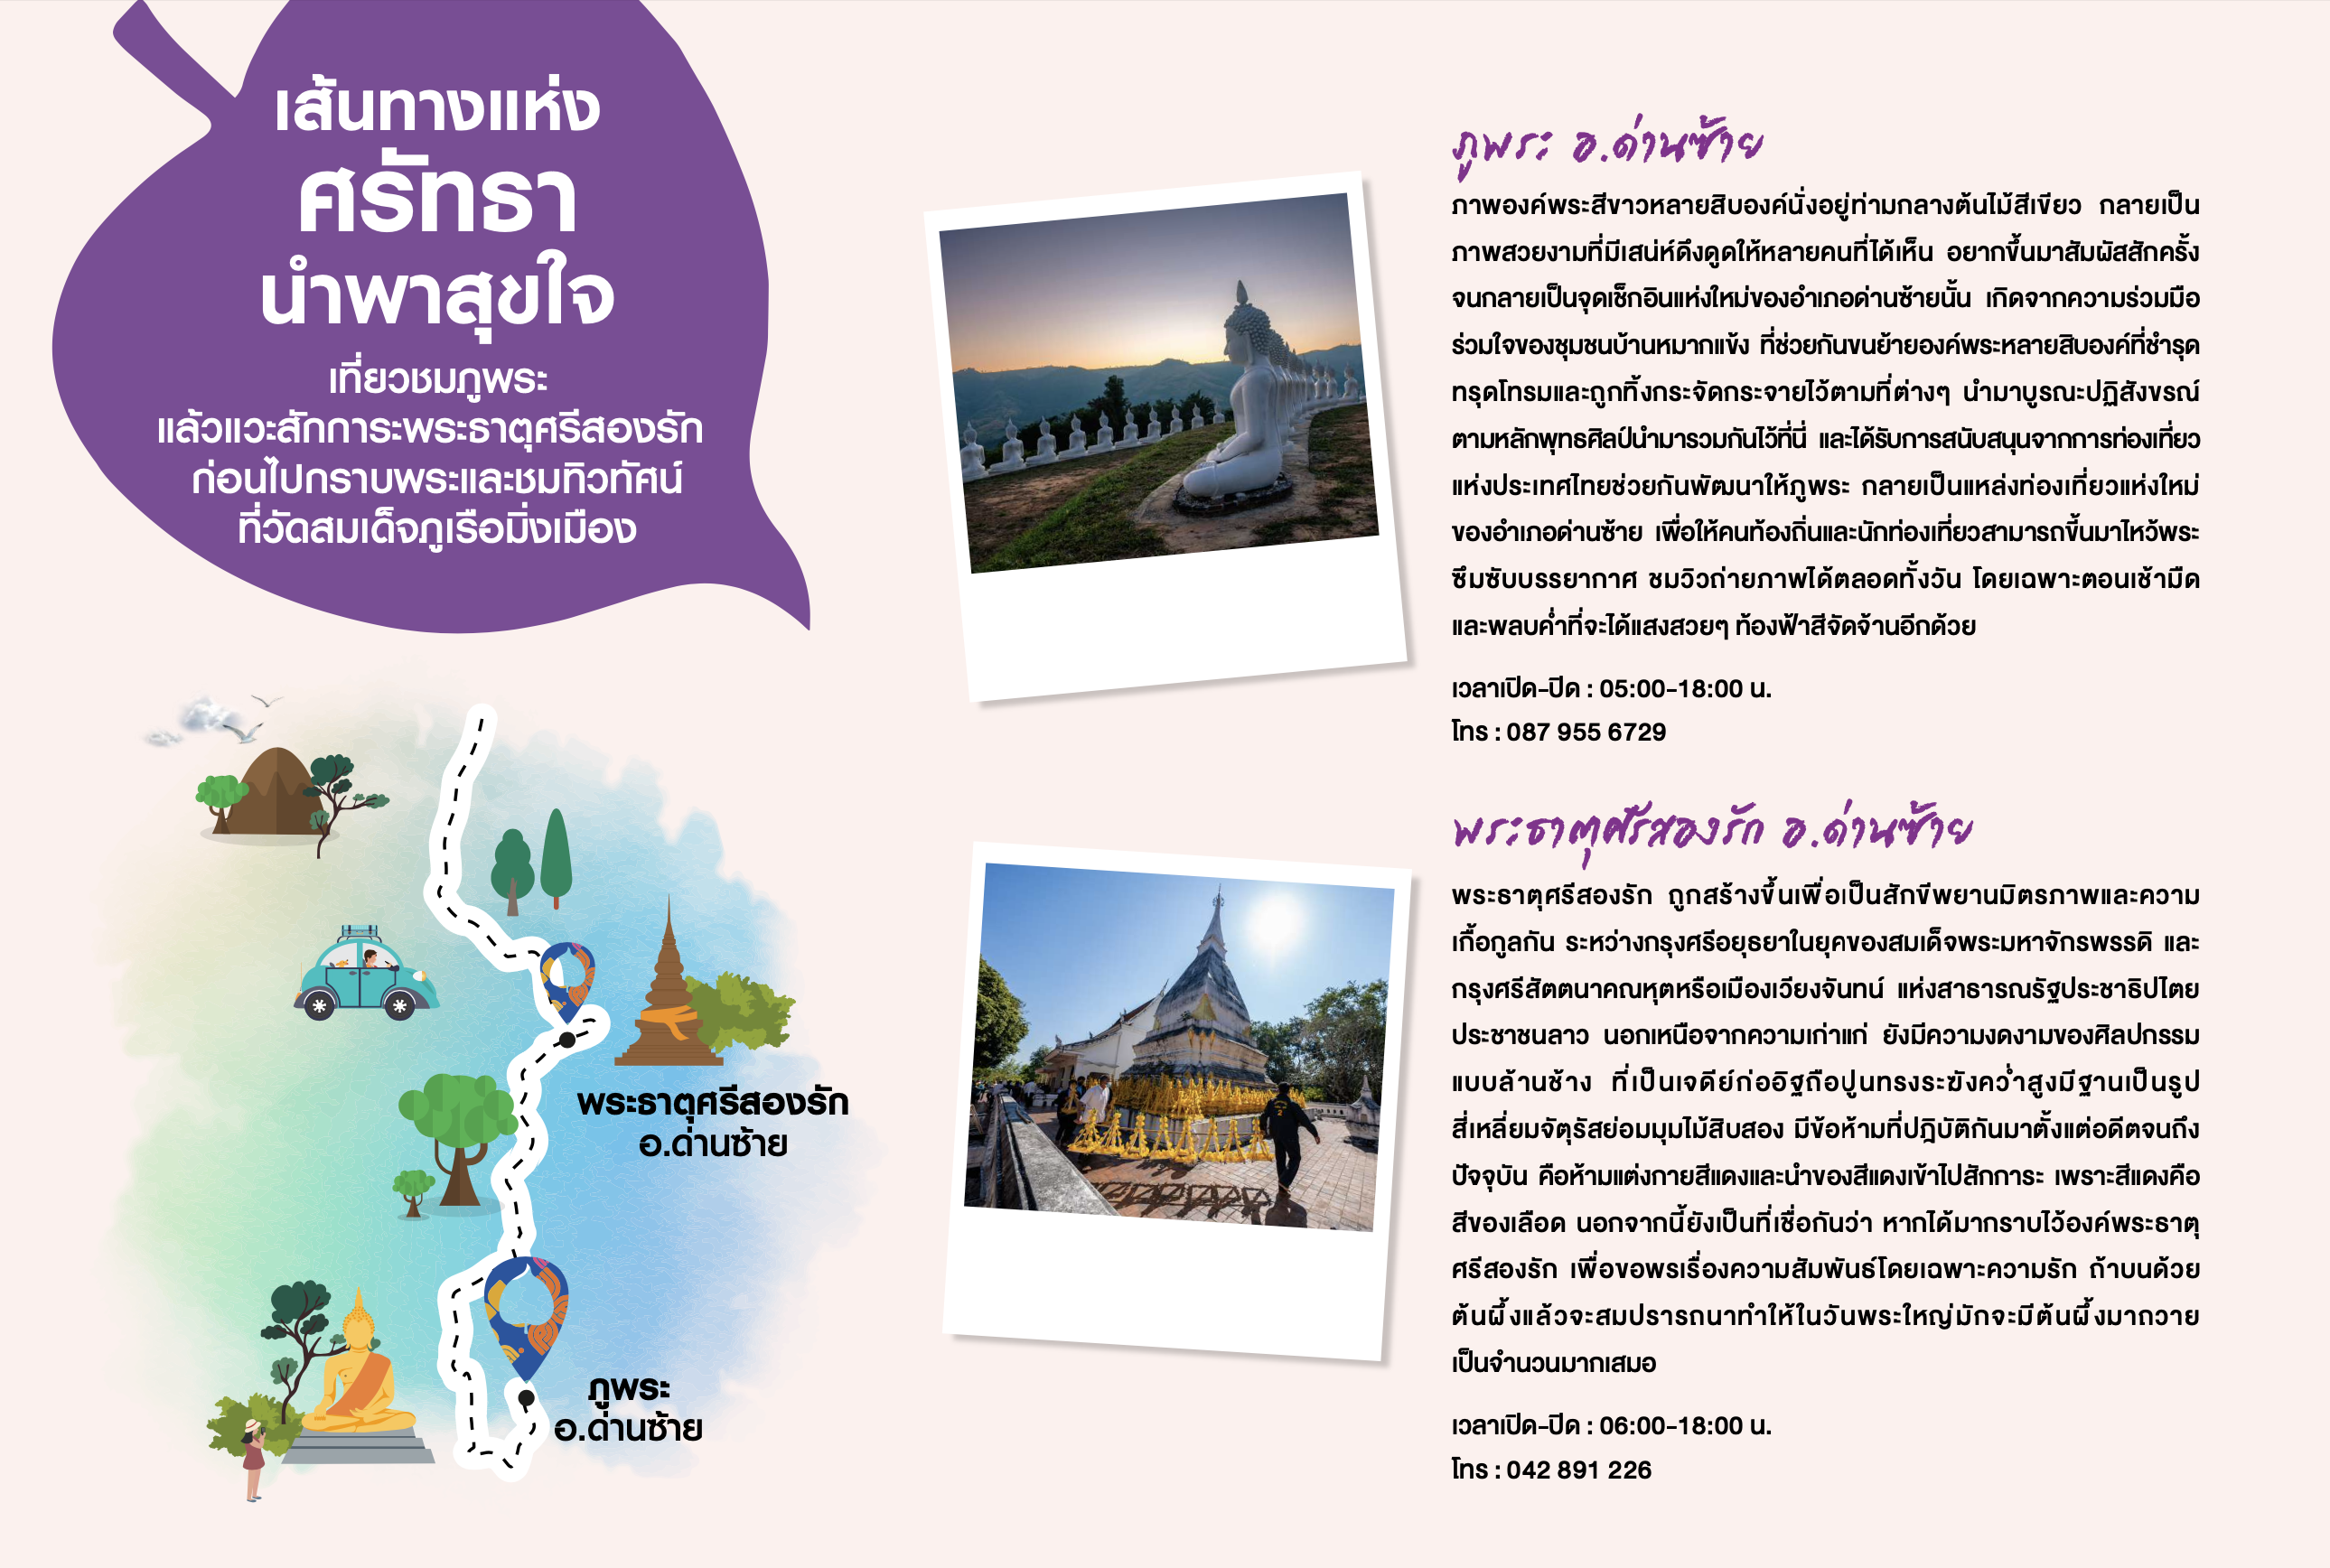 เส้นทางแห่ง
ศรัทธา
นำพาสุขใจ
เที่ยวชมภูพระ
แล้วแวะสักการะพระธาตุศรีสองรัก
ก่อนไปกราบพระและชมทิวทัศน์
ที่วัดสมเด็จภูเรือมิ่งเมือง
พระธาตุศรีสองรัก
อ.ด่านซ้าย
ภูพระ
อ.ด่านซ้าย
ภูพระ อ.ด่านซ้าย
ภาพองค์พระสีขาวหลายสิบองค์นั่งอยู่ท่ามกลางต้นไม้สีเขียว กลายเป็น
ภาพสวยงามที่มีเสน่ห์ดึงดูดให้หลายคนที่ได้เห็น อยากขึ้นมาสัมผัสสักครั้ง
จนกลายเป็นจุดเช็กอินแห่งใหม่ของอำเภอด่านซ้ายนั้น เกิดจากความร่วมมือ
ร่วมใจของชุมชนบ้านหมากแข้ง ที่ช่วยกันขนย้ายองค์พระหลายสิบองค์ที่ชำรุด
ทรุดโทรมและถูกทิ้งกระจัดกระจายไว้ตามที่ต่างๆ นำมาบูรณะปฏิสังขรณ์
ตามหลักพุทธศิลป์นำมารวมกันไว้ที่นี่ และได้รับการสนับสนุนจากการท่องเที่ยว
แห่งประเทศไทยช่วยกันพัฒนาให้ภูพระ กลายเป็นแหล่งท่องเที่ยวแห่งใหม่
ของอำเภอด่านซ้าย เพื่อให้คนท้องถิ่นและนักท่องเที่ยวสามารถขึ้นมาไหว้พระ
ซึมซับบรรยากาศ ชมวิวถ่ายภาพได้ตลอดทั้งวัน โดยเฉพาะตอนเช้ามืด
และพลบค่ำที่จะได้แสงสวยๆ ท้องฟ้าสีจัดจ้านอีกด้วย
เวลาเปิด-ปิด : 05:00-18:00 น.
โทร : 087 955 6729
พระธาตุศรีสองรัก อ.ด่านซ้าย
พระธาตุศรีสองรัก ถูกสร้างขึ้นเพื่อเป็นสักขีพยานมิตรภาพและความ
เกื้อกูลกัน ระหว่างกรุงศรีอยุธยาในยุคของสมเด็จพระมหาจักรพรรดิ และ
กรุงศรีสัตตนาคณหุตหรือเมืองเวียงจันทน์ แห่งสาธารณรัฐประชาธิปไตย
ประชาชนลาว นอกเหนือจากความเก่าแก่ ยังมีความงดงามของศิลปกรรม
แบบล้านช้าง ที่เป็นเจดีย์ก่ออิฐถือปูนทรงระฆังคว่ำสูงมีฐานเป็นรูป
สี่เหลี่ยมจัตุรัสย่อมมุมไม้สิบสอง มีข้อห้ามที่ปฎิบัติกันมาตั้งแต่อดีตจนถึง
ปัจจุบัน คือห้ามแต่งกายสีแดงและนำของสีแดงเข้าไปสักการะ เพราะสีแดงคือ
สีของเลือด นอกจากนี้ยังเป็นที่เชื่อกันว่า หากได้มากราบไว้องค์พระธาตุ
ศรีสองรัก เพื่อขอพรเรื่องความสัมพันธ์โดยเฉพาะความรัก ถ้าบนด้วย
ต้นผึ้งแล้วจะสมปรารถนาทำให้ในวันพระใหญ่มักจะมีต้นผึ้งมาถวาย
เป็นจำนวนมากเสมอ
เวลาเปิด-ปิด : 06:00-18:00 น.
โทร : 042 891 226